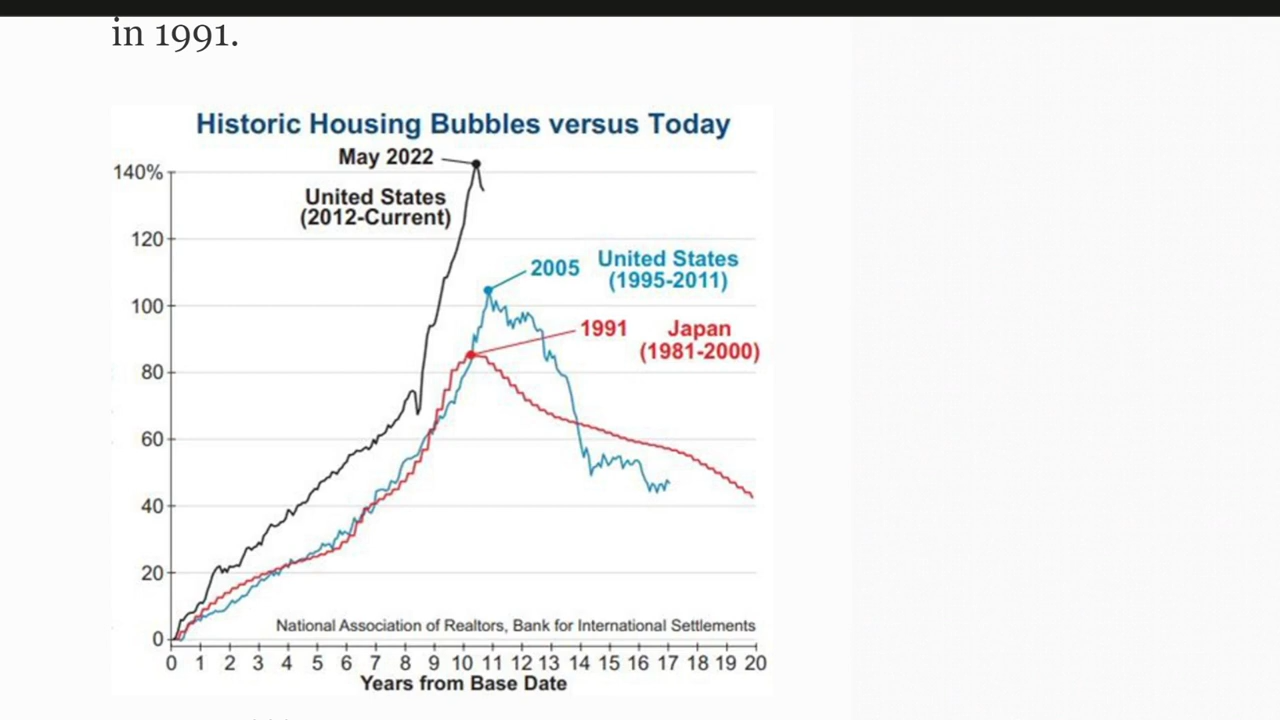 in 1991.
Historic Housing Bubbles versus Today
May 2022
140%
United States
(2012-Current)
120
2005
United States
(1995-2011)
100
1991
Japan
(1981-2000)
80
60
40
20
National Association of Realtors, Bank for International Settlements
0
0 1 2 3 4 5 6 7 8 9 10 11 12 13 14 15 16 17 18 19 20
Years from Base Date